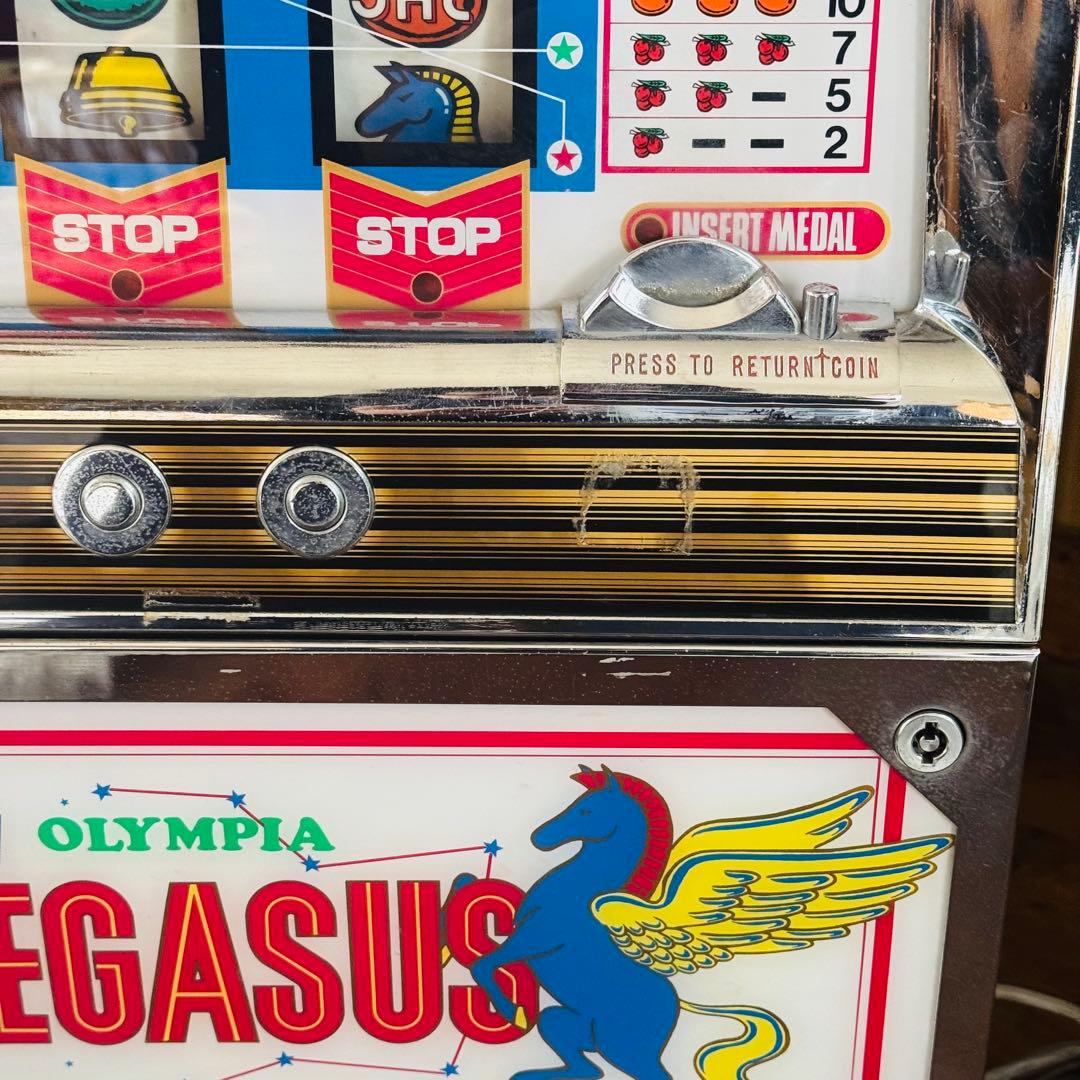 10
7
- 5
- - 2
STOP STOP
INSERT MEDAL
PRESS TO RETURN↑COIN
OLYMPIA
EGASUS